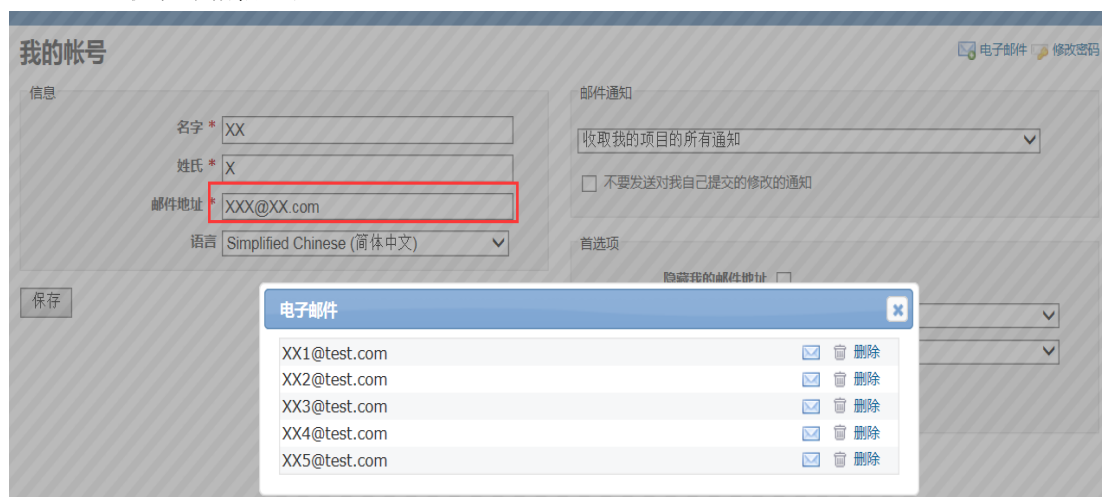 我的帐号
电子邮件 修改密码
信息
名字 * XX
姓氏 * X
邮件地址 * XXX@XX.com
语言 Simplified Chinese (简体中文)
保存
邮件通知
收取我的项目的所有通知
不要发送对我自己提交的修改的通知
首选项
隐藏我的邮件地址
电子邮件
XX1@test.com 删除
XX2@test.com 删除
XX3@test.com 删除
XX4@test.com 删除
XX5@test.com 删除